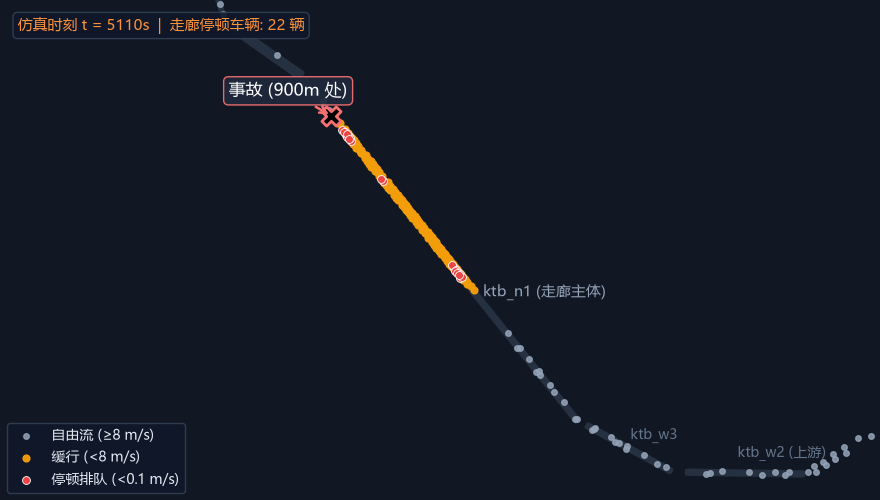 仿真时刻 t = 5110s | 走廊停顿车辆: 22 辆
事故 (900m 处)
ktb_n1 (走廊主体)
ktb_w3
ktb_w2 (上游)
自由流 (≥8 m/s)
缓行 (<8 m/s)
停顿排队 (<0.1 m/s)